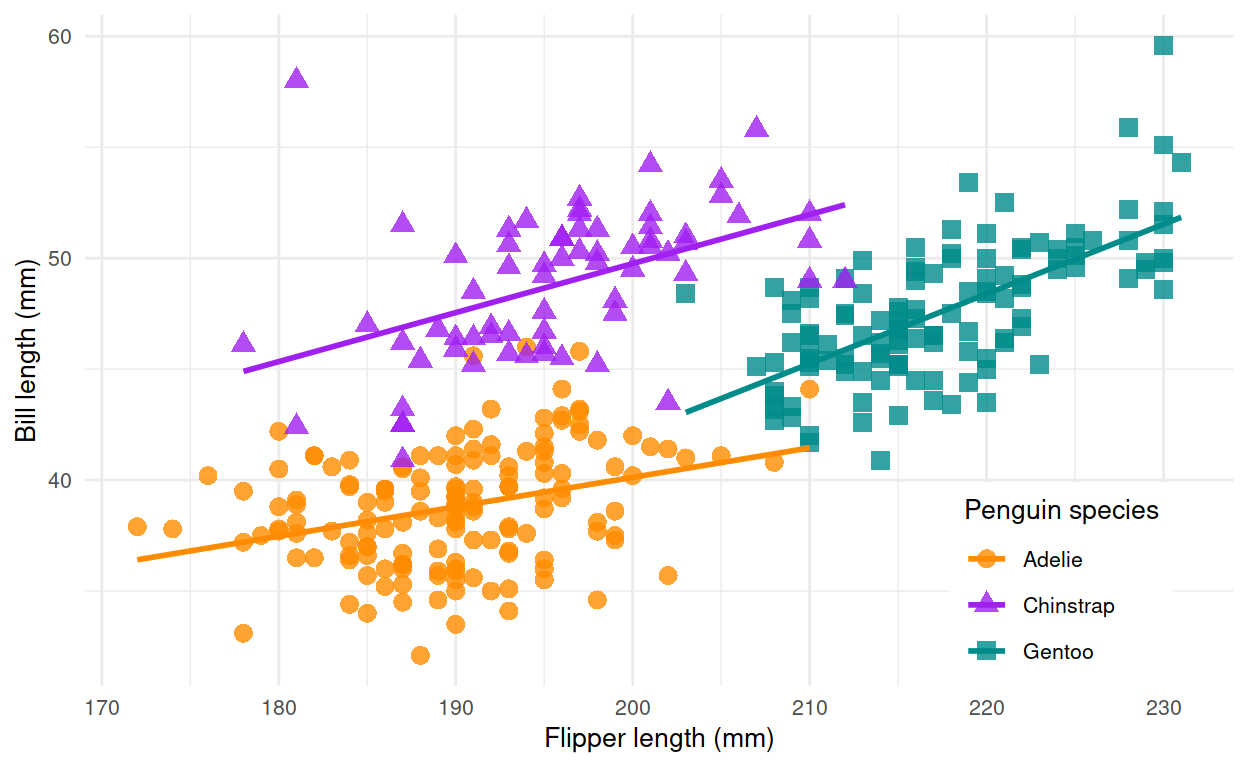 60
50
40
Bill length (mm)
170 180 190 200 210 220 230
Flipper length (mm)
Penguin species
Adelie
Chinstrap
Gentoo